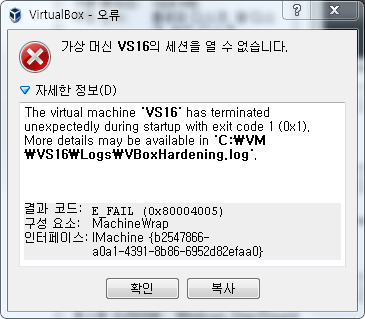 VirtualBox - 오류
가상 머신 VS16의 세션을 열 수 없습니다.
자세한 정보(D)
The virtual machine 'VS16' has terminated
unexpectedly during startup with exit code 1 (0x1).
More details may be available in 'C:\VM
\VS16\Logs\VBoxHardening.log'.
결과 코드: E_FAIL (0x80004005)
구성 요소: MachineWrap
인터페이스: IMachine {b2547866-
a0a1-4391-8b86-6952d82efaa0}
확인
복사